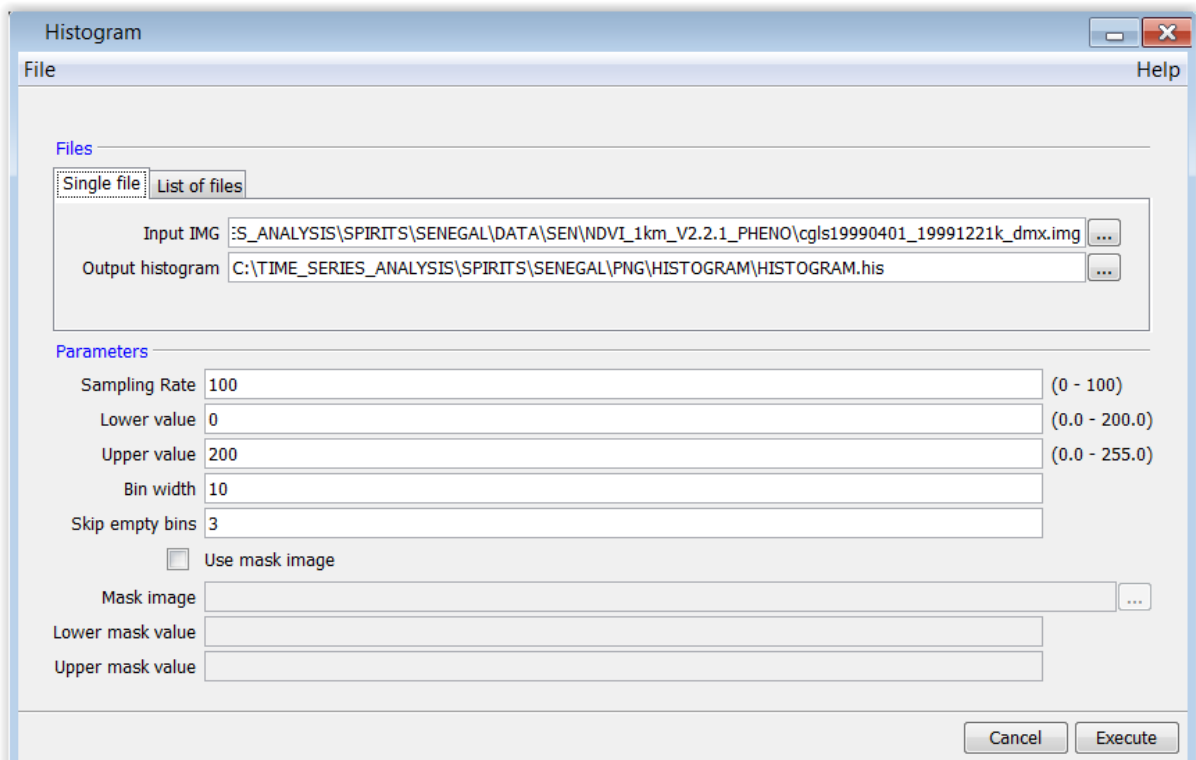 Histogram
File Help
Files
Single file List of files
Input IMG ES_ANALYSIS\SPIRITS\SENEGAL\DATA\SEN\NDVI_1km_V2.2.1_PHENO\cgls19990401_19991221k_dmx.img ...
Output histogram C:\TIME_SERIES_ANALYSIS\SPIRITS\SENEGAL\PNG\HISTOGRAM\HISTOGRAM.his ...
Parameters
Sampling Rate 100 (0 - 100)
Lower value 0 (0.0 - 200.0)
Upper value 200 (0.0 - 255.0)
Bin width 10
Skip empty bins 3
Use mask image
Mask image ...
Lower mask value
Upper mask value
Cancel Execute